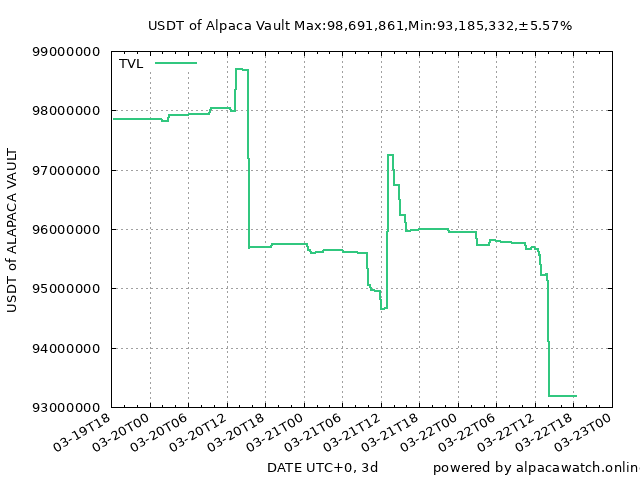 USDT of Alpaca Vault Max:98,691,861,Min:93,185,332,±5.57%
TVL
99000000
98000000
97000000
96000000
95000000
94000000
93000000
USDT of ALAPACA VAULT
03-19T18
03-20T00
03-20T06
03-20T12
03-20T18
03-21T00
03-21T06
03-21T12
03-21T18
03-22T00
03-22T06
03-22T12
03-22T18
03-23T00
DATE UTC+0, 3d
powered by alpacawatch.onlin